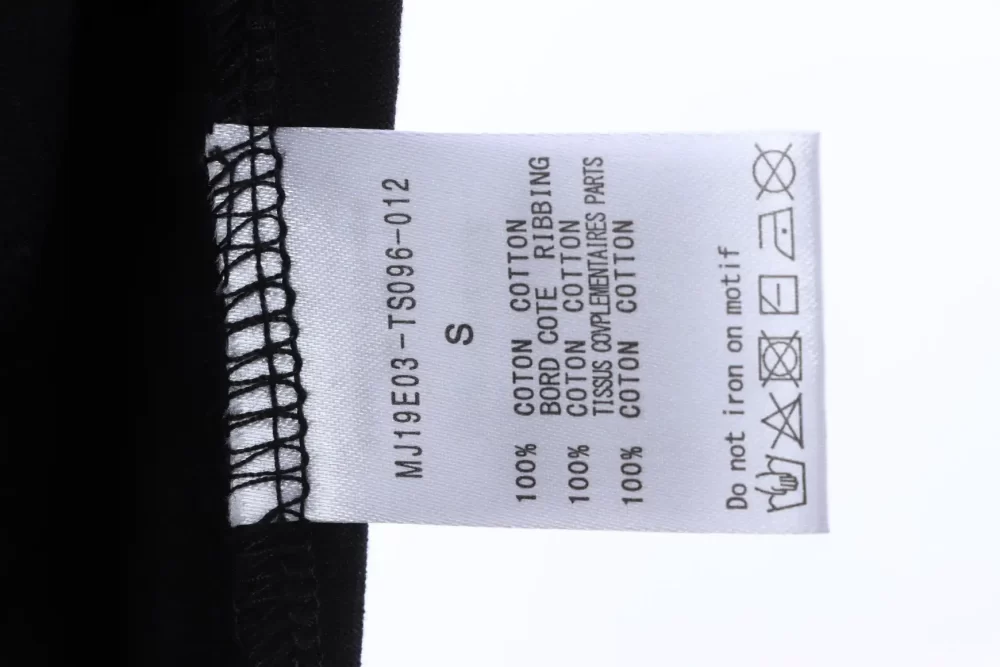 MJ19E03-TS096-012
S
100% COTON COTTON
BORD COTE RIBBING
100% COTON COTTON
TISSUS COVPLEMENTAIRES PARTS
100% COTON COTTON
Do not iron on motif